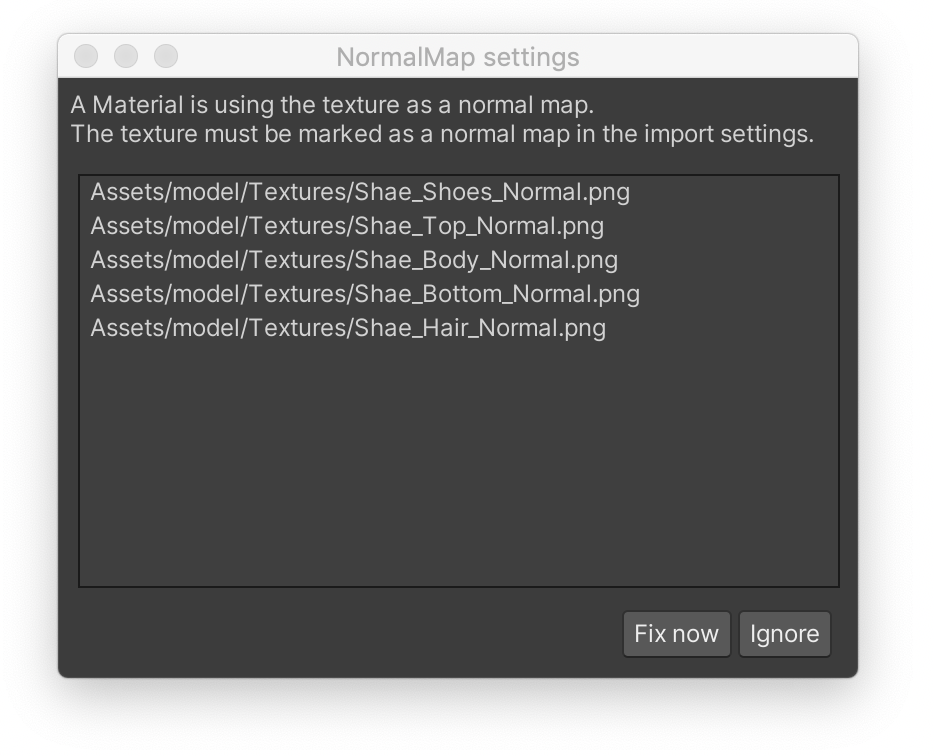 NormalMap settings
A Material is using the texture as a normal map.
The texture must be marked as a normal map in the import settings.
Assets/model/Textures/Shae_Shoes_Normal.png
Assets/model/Textures/Shae_Top_Normal.png
Assets/model/Textures/Shae_Body_Normal.png
Assets/model/Textures/Shae_Bottom_Normal.png
Assets/model/Textures/Shae_Hair_Normal.png
Fix now Ignore